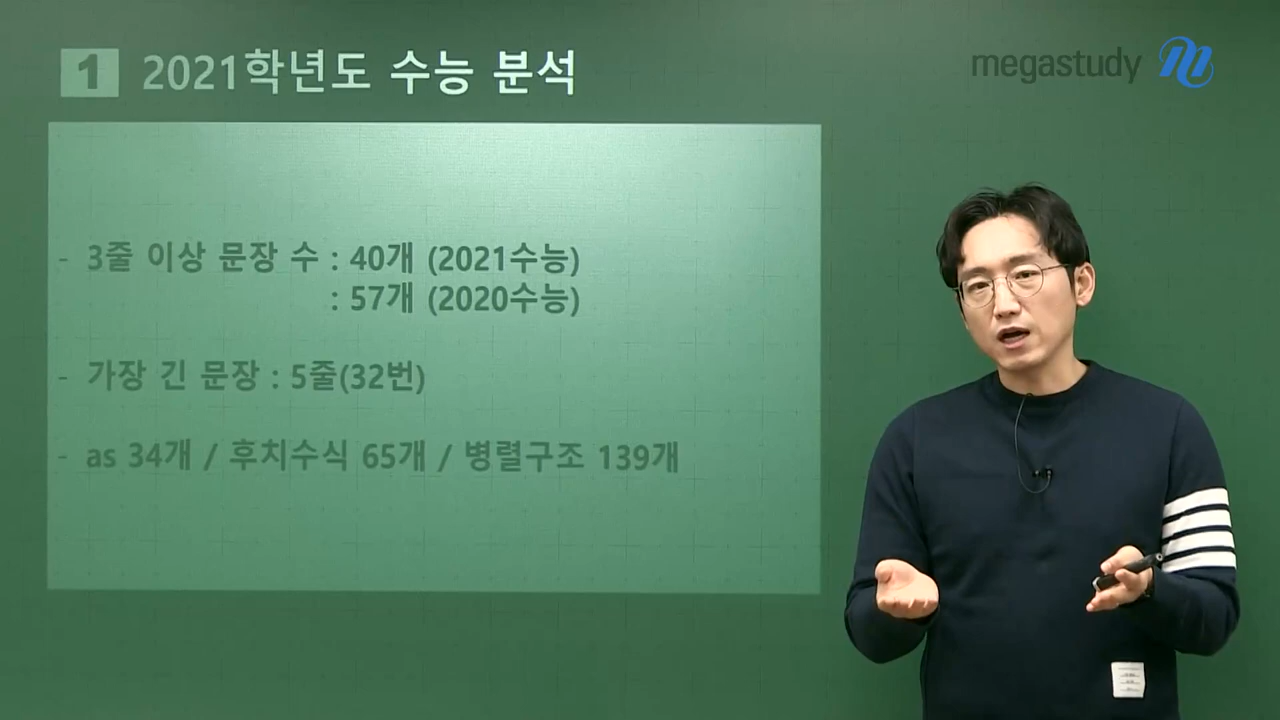 1 2021학년도 수능 분석
megastudy
- 3줄 이상 문장 수 : 40개 (2021수능)
: 57개 (2020수능)
- 가장 긴 문장 : 5줄(32번)
- as 34개 / 후치수식 65개 / 병렬구조 139개